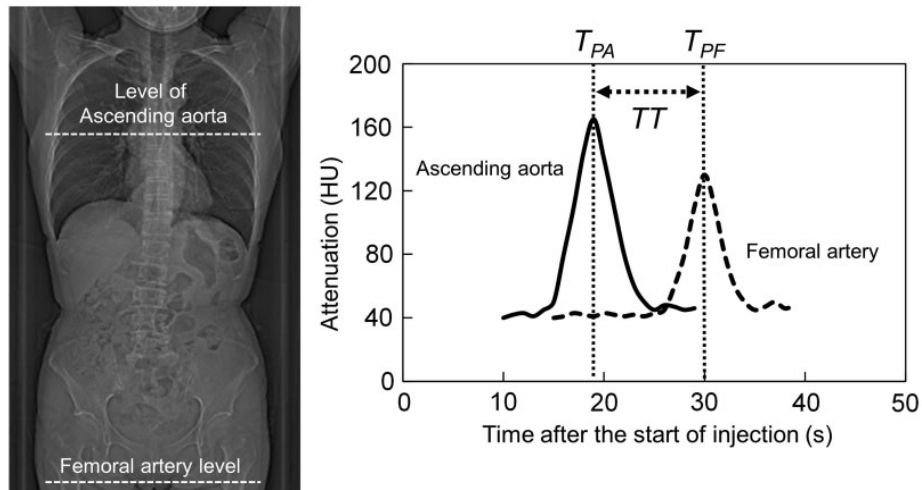 Level of
Ascending aorta
Femoral artery level
T_PA
T_PF
TT
Ascending aorta
Femoral artery
Attenuation (HU)
200
160
120
80
40
0
0
10
20
30
40
50
Time after the start of injection (s)